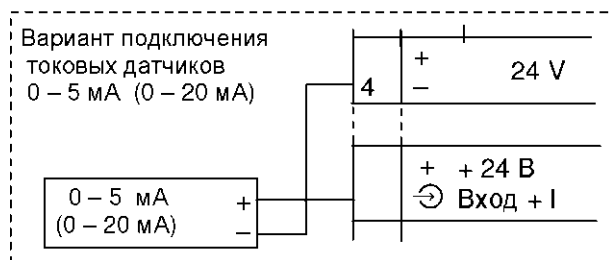 Вариант подключения
токовых датчиков
0 – 5 мА (0 – 20 мА)
+
4 – 24 V
+ + 24 В
Вход + I
0 – 5 мА +
(0 – 20 мА) –